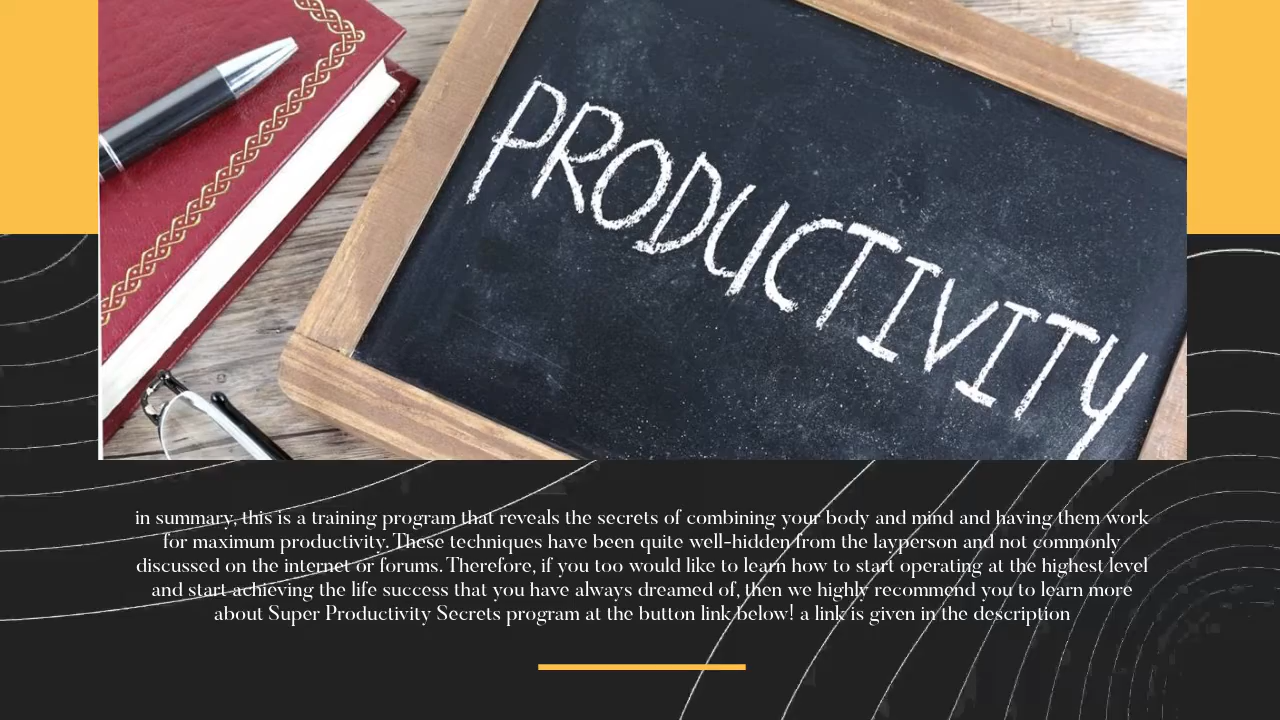 PRODUCTIVITY
in summary, this is a training program that reveals the secrets of combining your body and mind and having them work
for maximum productivity. These techniques have been quite well-hidden from the layperson and not commonly
discussed on the internet or forums. Therefore, if you too would like to learn how to start operating at the highest level
and start achieving the life success that you have always dreamed of, then we highly recommend you to learn more
about Super Productivity Secrets program at the button link below! a link is given in the description